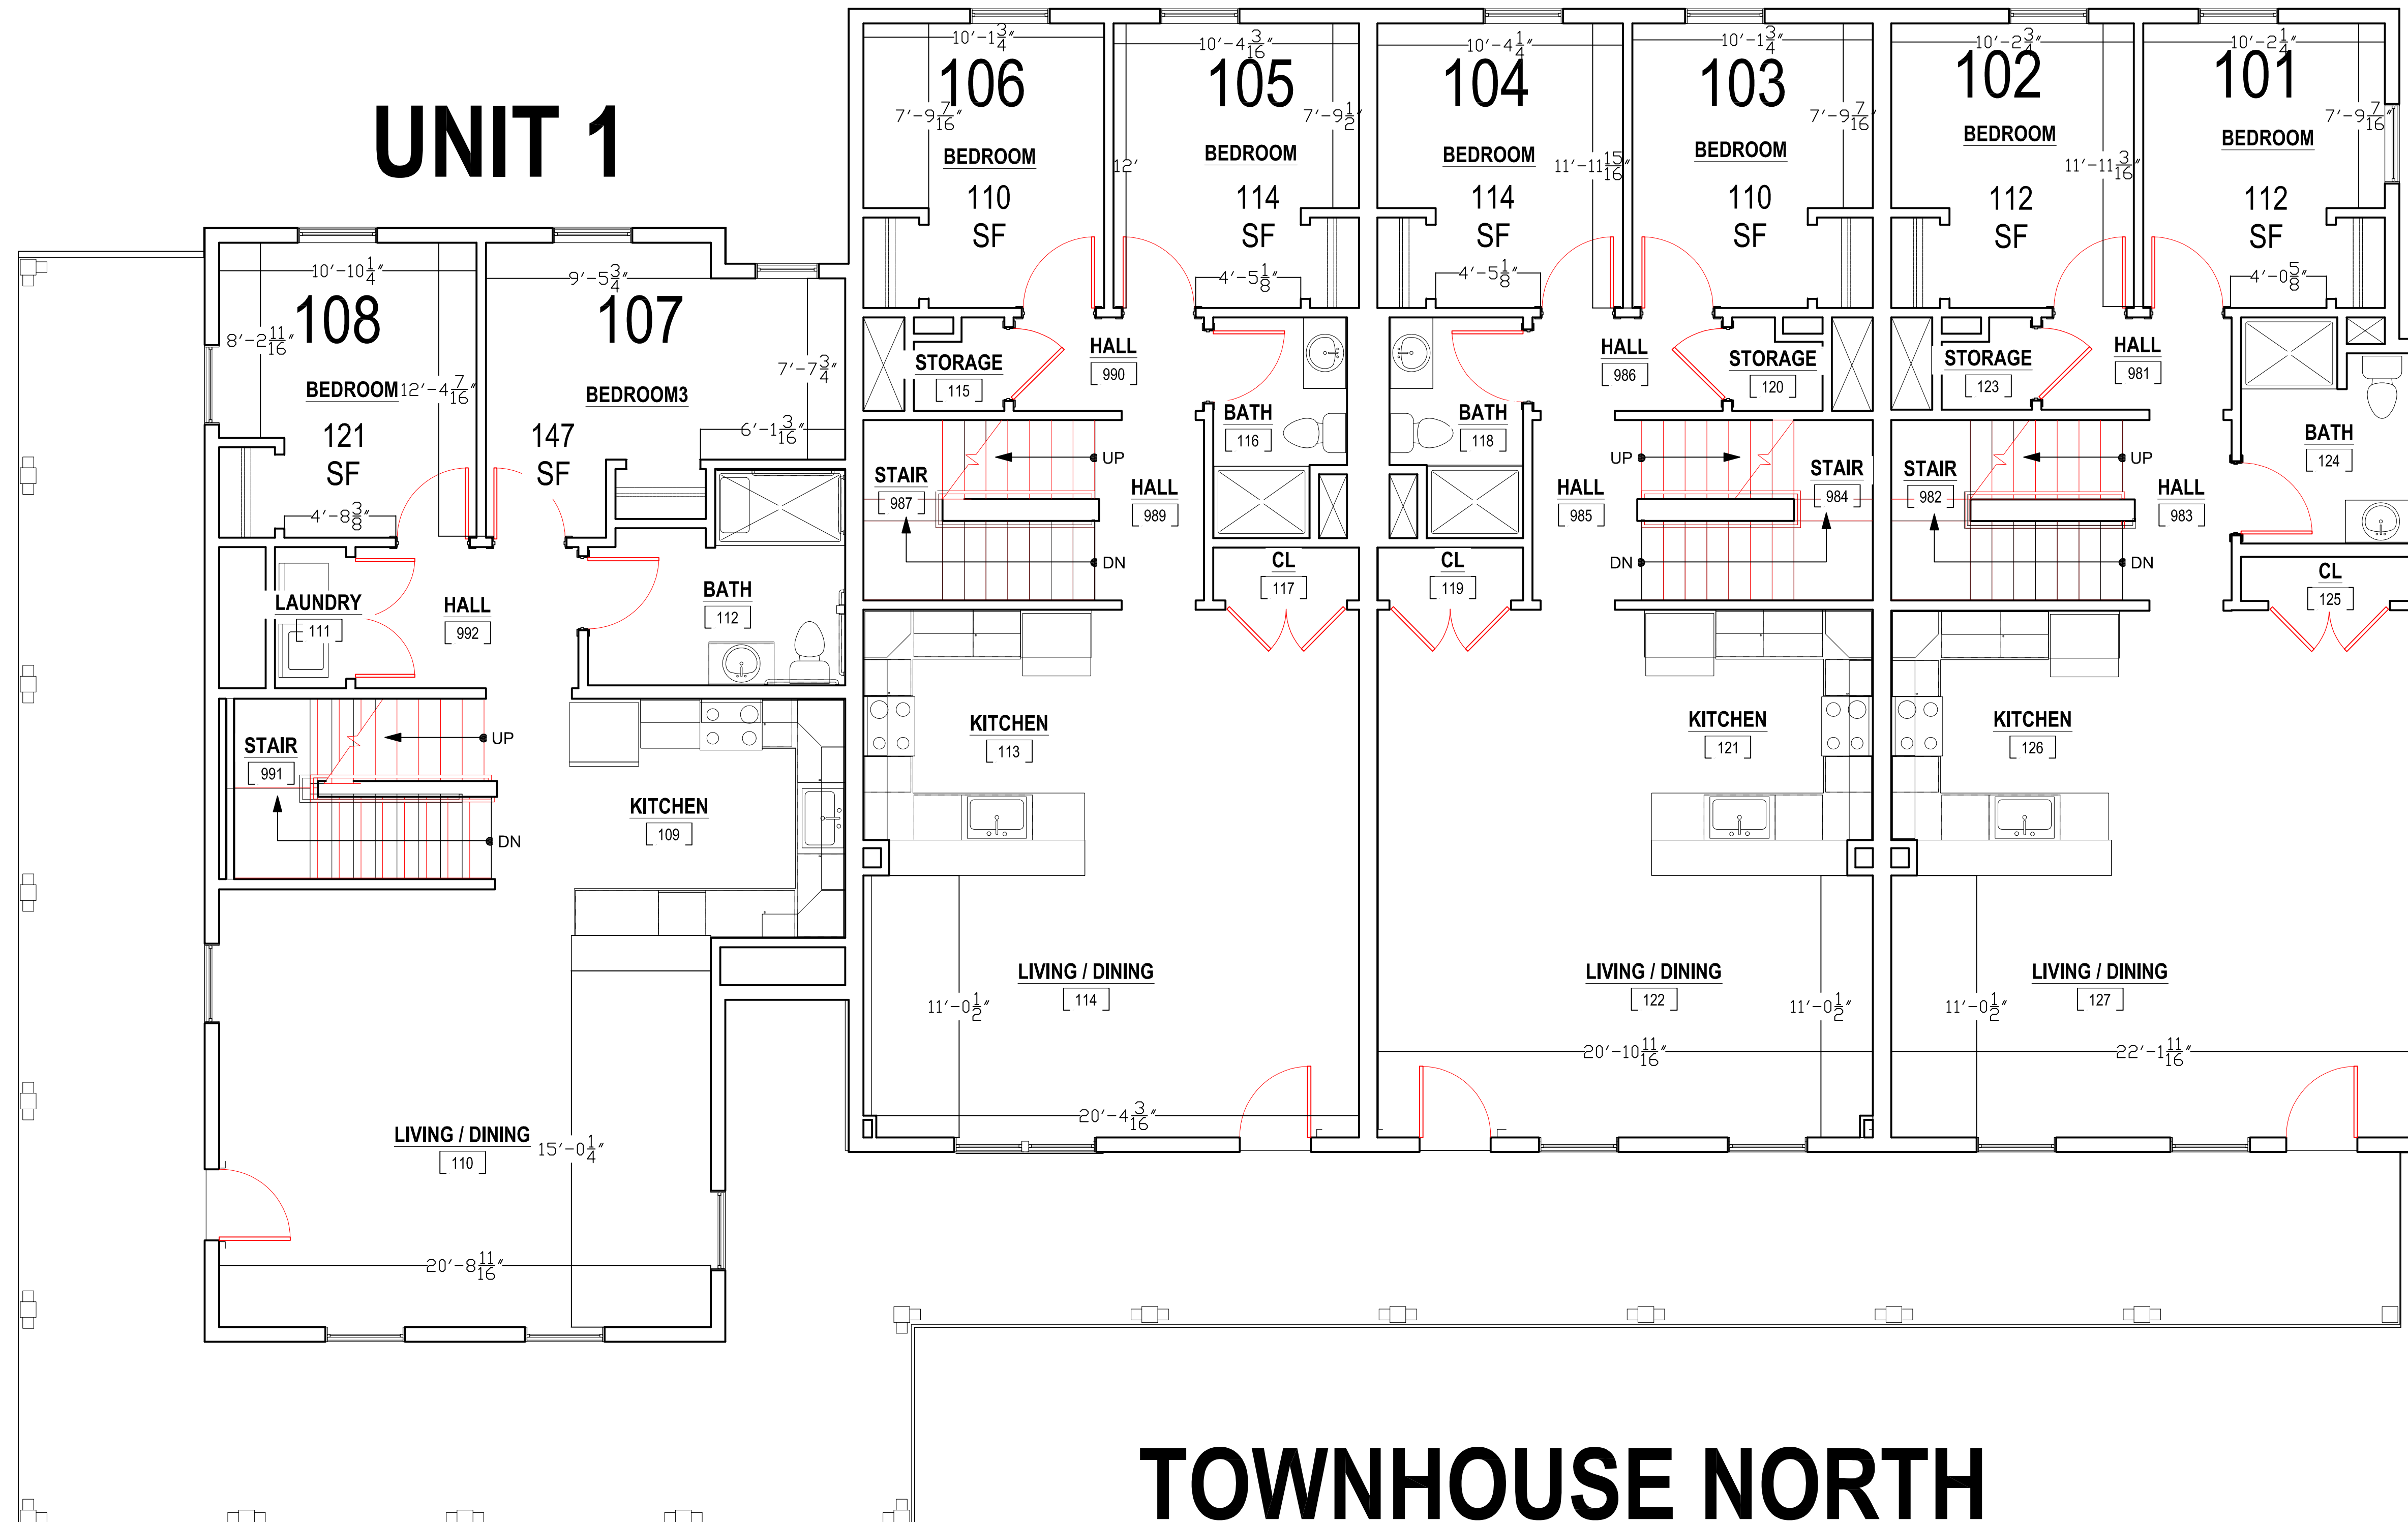 UNIT 1
106
10'-1 3/4"
7'-9 7/16"
BEDROOM
110
SF
12'
105
10'-4 3/16"
7'-9 1/2"
BEDROOM
114
SF
4'-5 1/8"
104
10'-4 1/4"
BEDROOM
11'-11 15/16"
114
SF
4'-5 1/8"
103
10'-1 3/4"
7'-9 7/16"
BEDROOM
110
SF
102
10'-2 3/4"
BEDROOM
11'-11 3/16"
112
SF
101
10'-2 1/4"
7'-9 7/16"
BEDROOM
112
SF
4'-0 5/8"
108
10'-10 1/4"
8'-2 11/16"
BEDROOM
12'-4 7/16"
121
SF
4'-8 3/8"
107
9'-5 3/4"
7'-7 3/4"
BEDROOM3
147
SF
6'-1 3/16"
STORAGE
115
HALL
990
BATH
116
BATH
118
HALL
986
STORAGE
120
STORAGE
123
HALL
981
BATH
124
STAIR
987
UP
DN
HALL
989
HALL
985
UP
DN
STAIR
984
STAIR
982
UP
DN
HALL
983
CL
117
CL
119
CL
125
LAUNDRY
111
HALL
992
BATH
112
STAIR
991
UP
DN
KITCHEN
109
KITCHEN
113
KITCHEN
121
KITCHEN
126
LIVING / DINING
114
11'-0 1/2"
20'-4 3/16"
LIVING / DINING
122
11'-0 1/2"
20'-10 11/16"
LIVING / DINING
127
11'-0 1/2"
22'-1 11/16"
LIVING / DINING
110
15'-0 1/4"
20'-8 11/16"
TOWNHOUSE NORTH